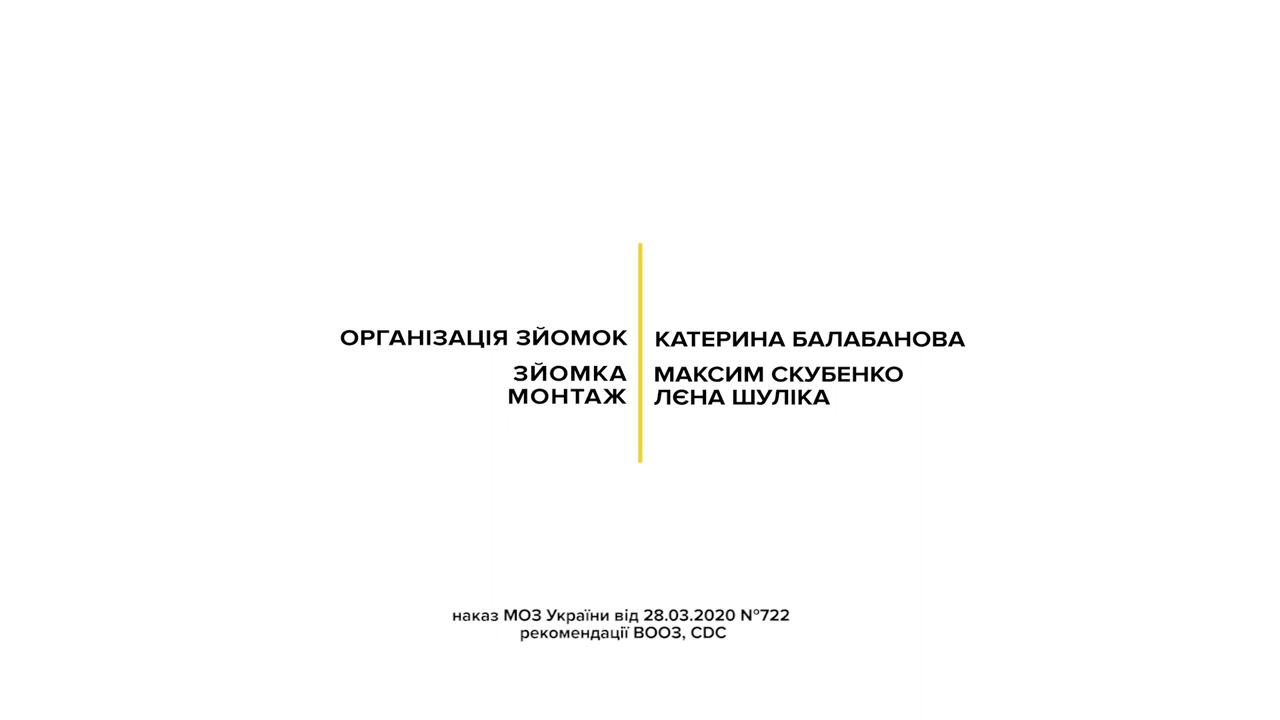 ОРГАНІЗАЦІЯ ЗЙОМОК КАТЕРИНА БАЛАБАНОВА
ЗЙОМКА МАКСИМ СКУБЕНКО
МОНТАЖ ЛЄНА ШУЛІКА
наказ МОЗ України від 28.03.2020 №722
рекомендації ВООЗ, CDC